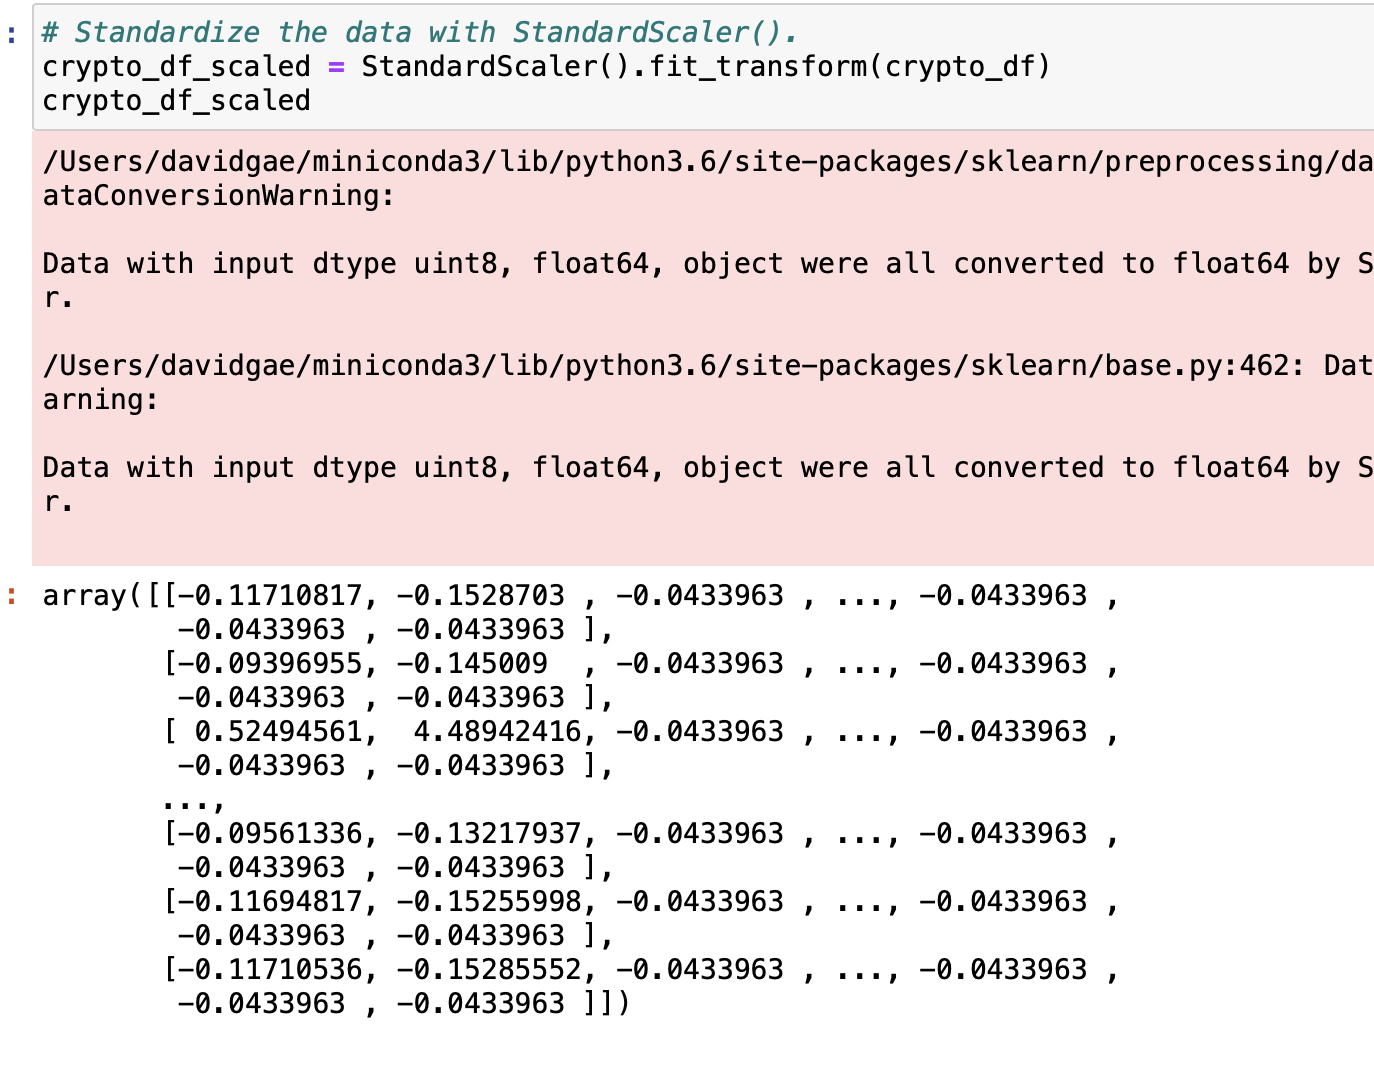 : # Standardize the data with StandardScaler().
crypto_df_scaled = StandardScaler().fit_transform(crypto_df)
crypto_df_scaled
/Users/davidgae/miniconda3/lib/python3.6/site-packages/sklearn/preprocessing/da
ataConversionWarning:
Data with input dtype uint8, float64, object were all converted to float64 by S
r.
/Users/davidgae/miniconda3/lib/python3.6/site-packages/sklearn/base.py:462: Dat
arning:
Data with input dtype uint8, float64, object were all converted to float64 by S
r.
: array([[-0.11710817, -0.1528703 , -0.0433963 , ..., -0.0433963 ,
-0.0433963 , -0.0433963 ],
[-0.09396955, -0.145009  , -0.0433963 , ..., -0.0433963 ,
-0.0433963 , -0.0433963 ],
[ 0.52494561,  4.48942416, -0.0433963 , ..., -0.0433963 ,
-0.0433963 , -0.0433963 ],
...,
[-0.09561336, -0.13217937, -0.0433963 , ..., -0.0433963 ,
-0.0433963 , -0.0433963 ],
[-0.11694817, -0.15255998, -0.0433963 , ..., -0.0433963 ,
-0.0433963 , -0.0433963 ],
[-0.11710536, -0.15285552, -0.0433963 , ..., -0.0433963 ,
-0.0433963 , -0.0433963 ]])